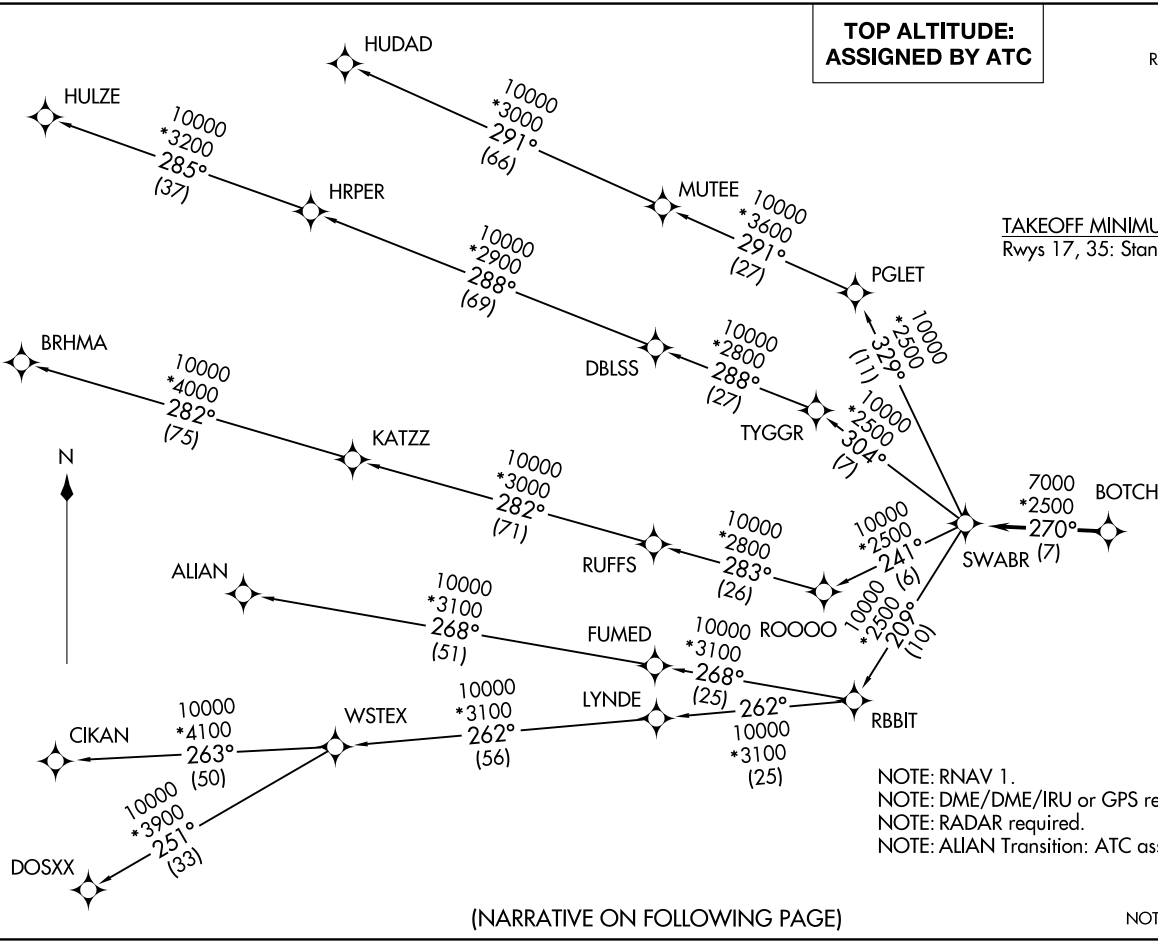 TOP ALTITUDE:
ASSIGNED BY ATC
R
HUDAD
10000
*3000
291°
(66)
HULZE
10000
*3200
285°
(37)
HRPER
MUTEE
10000
*3600
291°
(27)
TAKEOFF MINIMU
Rwys 17, 35: Stan
PGLET
10000
*2900
288°
(69)
10000
*2500
329°
(11)
BRHMA
10000
*4000
282°
(75)
DBLSS
10000
*2800
288°
(27)
TYGGR
10000
*2500
304°
(7)
KATZZ
N
10000
*3000
282°
(71)
7000
*2500
270°
(7)
BOTCH
SWABR
RUFFS
10000
*2800
283°
(26)
10000
*2500
241°
(6)
ROOOO
ALIAN
10000
*3100
268°
(51)
10000
*2500
209°
(10)
FUMED
10000
*3100
268°
(25)
LYNDE
262°
10000
*3100
(25)
RBBIT
WSTEX
10000
*3100
262°
(56)
CIKAN
10000
*4100
263°
(50)
10000
*3900
251°
(33)
DOSXX
NOTE: RNAV 1.
NOTE: DME/DME/IRU or GPS re
NOTE: RADAR required.
NOTE: ALIAN Transition: ATC ass
(NARRATIVE ON FOLLOWING PAGE)
NOT